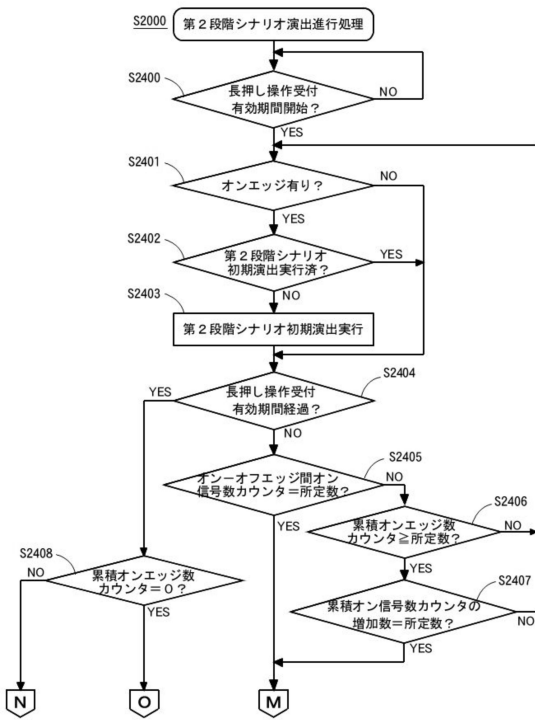 S2000
第2段階シナリオ演出進行処理
S2400
長押し操作受付
有効期間開始？
NO
YES
S2401
オンエッジ有り？
NO
YES
S2402
第2段階シナリオ
初期演出実行済？
YES
NO
S2403
第2段階シナリオ初期演出実行
S2404
長押し操作受付
有効期間経過？
YES
NO
S2405
オン－オフエッジ間オン
信号数カウンタ＝所定数？
NO
YES
S2406
累積オンエッジ数
カウンタ≧所定数？
NO
YES
S2407
累積オン信号数カウンタの
増加数＝所定数？
NO
YES
S2408
累積オンエッジ数
カウンタ＝０？
NO
YES
N
O
M